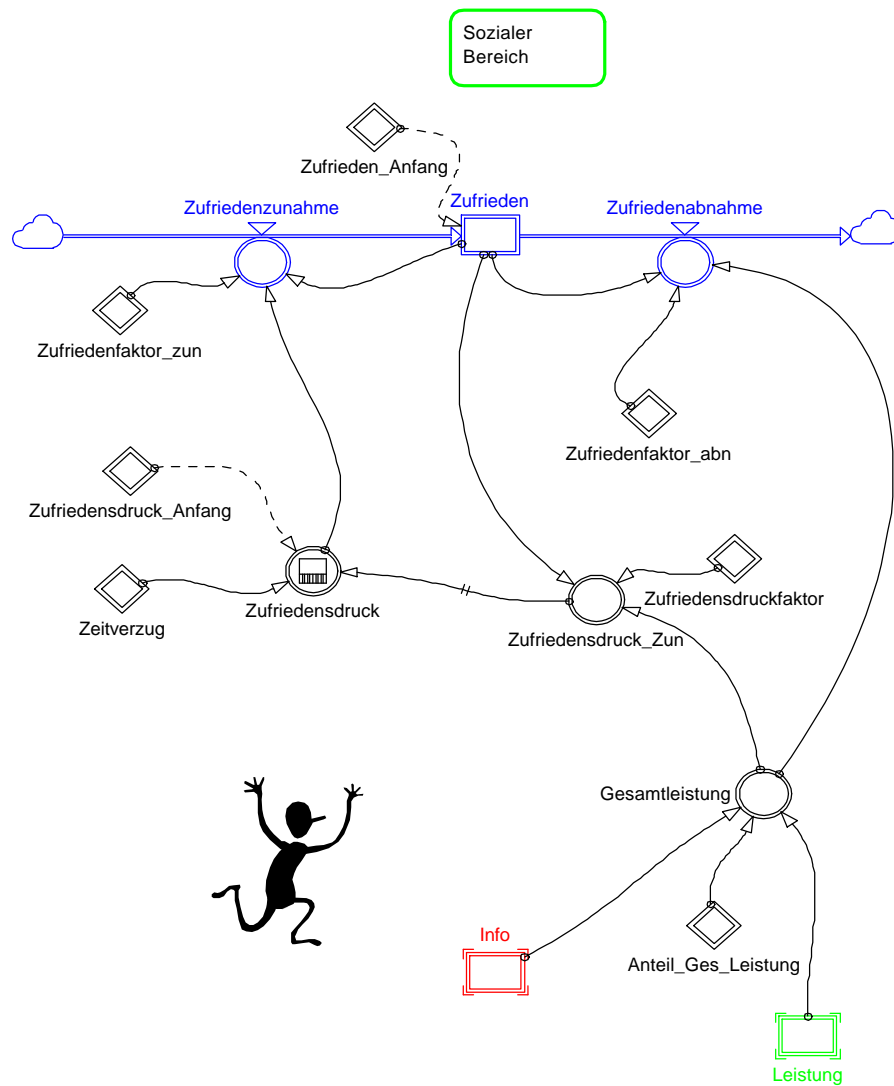 Sozialer
Bereich
Zufrieden_Anfang
Zufriedenzunahme
Zufrieden
Zufriedenabnahme
Zufriedenfaktor_zun
Zufriedenfaktor_abn
Zufriedensdruck_Anfang
Zufriedensdruck
Zufriedensdruckfaktor
Zeitverzug
Zufriedensdruck_Zun
Gesamtleistung
Info
Anteil_Ges_Leistung
Leistung